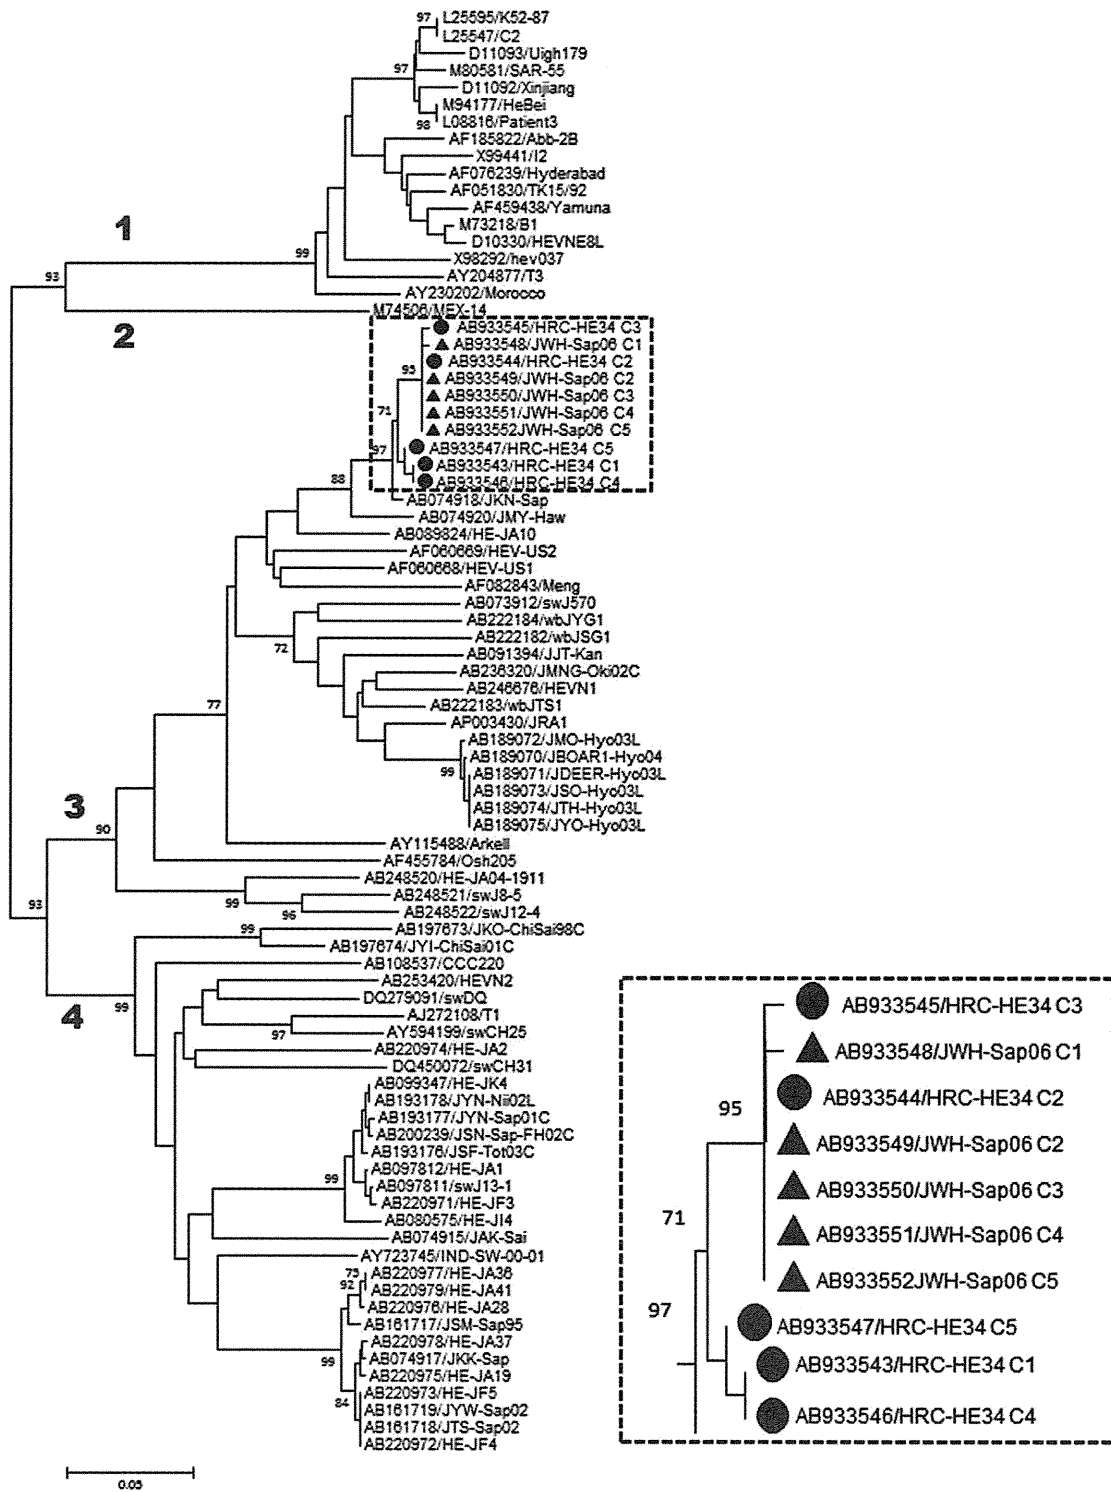 97
L25595/K52-87
L25547/C2
D11093/Uigh179
97
M80581/SAR-55
D11092/Xinjiang
M94177/HeBei
98
L08816/Patient3
AF185822/Abb-2B
X99441/I2
AF076239/Hyderabad
AF051830/TK15/92
AF459438/Yamuna
1
M73218/B1
D10330/HEVNE8L
99
X98292/hev037
93
AY204877/T3
AY230202/Morocco
M74506/MEX-14
2
AB933545/HRC-HE34 C3
AB933548/JWH-Sap06 C1
AB933544/HRC-HE34 C2
95
AB933549/JWH-Sap06 C2
AB933550/JWH-Sap06 C3
71
AB933551/JWH-Sap06 C4
AB933552JWH-Sap06 C5
97
AB933547/HRC-HE34 C5
AB933543/HRC-HE34 C1
88
AB933546/HRC-HE34 C4
AB074918/JKN-Sap
AB074920/JMY-Haw
AB089824/HE-JA10
AF060669/HEV-US2
AF060668/HEV-US1
AF082843/Meng
AB073912/swJ570
AB222184/wbJYG1
72
AB222182/wbJSG1
AB091394/JJT-Kan
AB236320/JMNG-Oki02C
AB246676/HEVN1
77
AB222183/wbJTS1
AP003430/JRA1
AB189072/JMO-Hyo03L
AB189070/JBOAR1-Hyo04
99
AB189071/JDEER-Hyo03L
AB189073/JSO-Hyo03L
3
AB189074/JTH-Hyo03L
AB189075/JYO-Hyo03L
90
AY115488/Arkell
AF455784/Osh205
AB248520/HE-JA04-1911
93
99
AB248521/swJ8-5
96
AB248522/swJ12-4
99
AB197673/JKO-ChiSai98C
AB197674/JYI-ChiSai01C
AB108537/CCC220
99
AB253420/HEVN2
DQ279091/swDQ
4
AJ272108/T1
97
AY594199/swCH25
AB220974/HE-JA2
DQ450072/swCH31
AB099347/HE-JK4
AB193178/JYN-Nii02L
AB193177/JYN-Sap01C
AB200239/JSN-Sap-FH02C
AB193176/JSF-Tot03C
AB097812/HE-JA1
99
AB097811/swJ13-1
AB220971/HE-JF3
AB080575/HE-JI4
AB074915/JAK-Sai
AY723745/IND-SW-00-01
75
AB220977/HE-JA36
92
AB220979/HE-JA41
AB220976/HE-JA28
AB161717/JSM-Sap95
AB220978/HE-JA37
99
AB074917/JKK-Sap
AB220975/HE-JA19
84
AB220973/HE-JF5
AB161719/JYW-Sap02
AB161718/JTS-Sap02
AB220972/HE-JF4
0.05
AB933545/HRC-HE34 C3
AB933548/JWH-Sap06 C1
95
AB933544/HRC-HE34 C2
AB933549/JWH-Sap06 C2
AB933550/JWH-Sap06 C3
71
AB933551/JWH-Sap06 C4
AB933552JWH-Sap06 C5
97
AB933547/HRC-HE34 C5
AB933543/HRC-HE34 C1
AB933546/HRC-HE34 C4